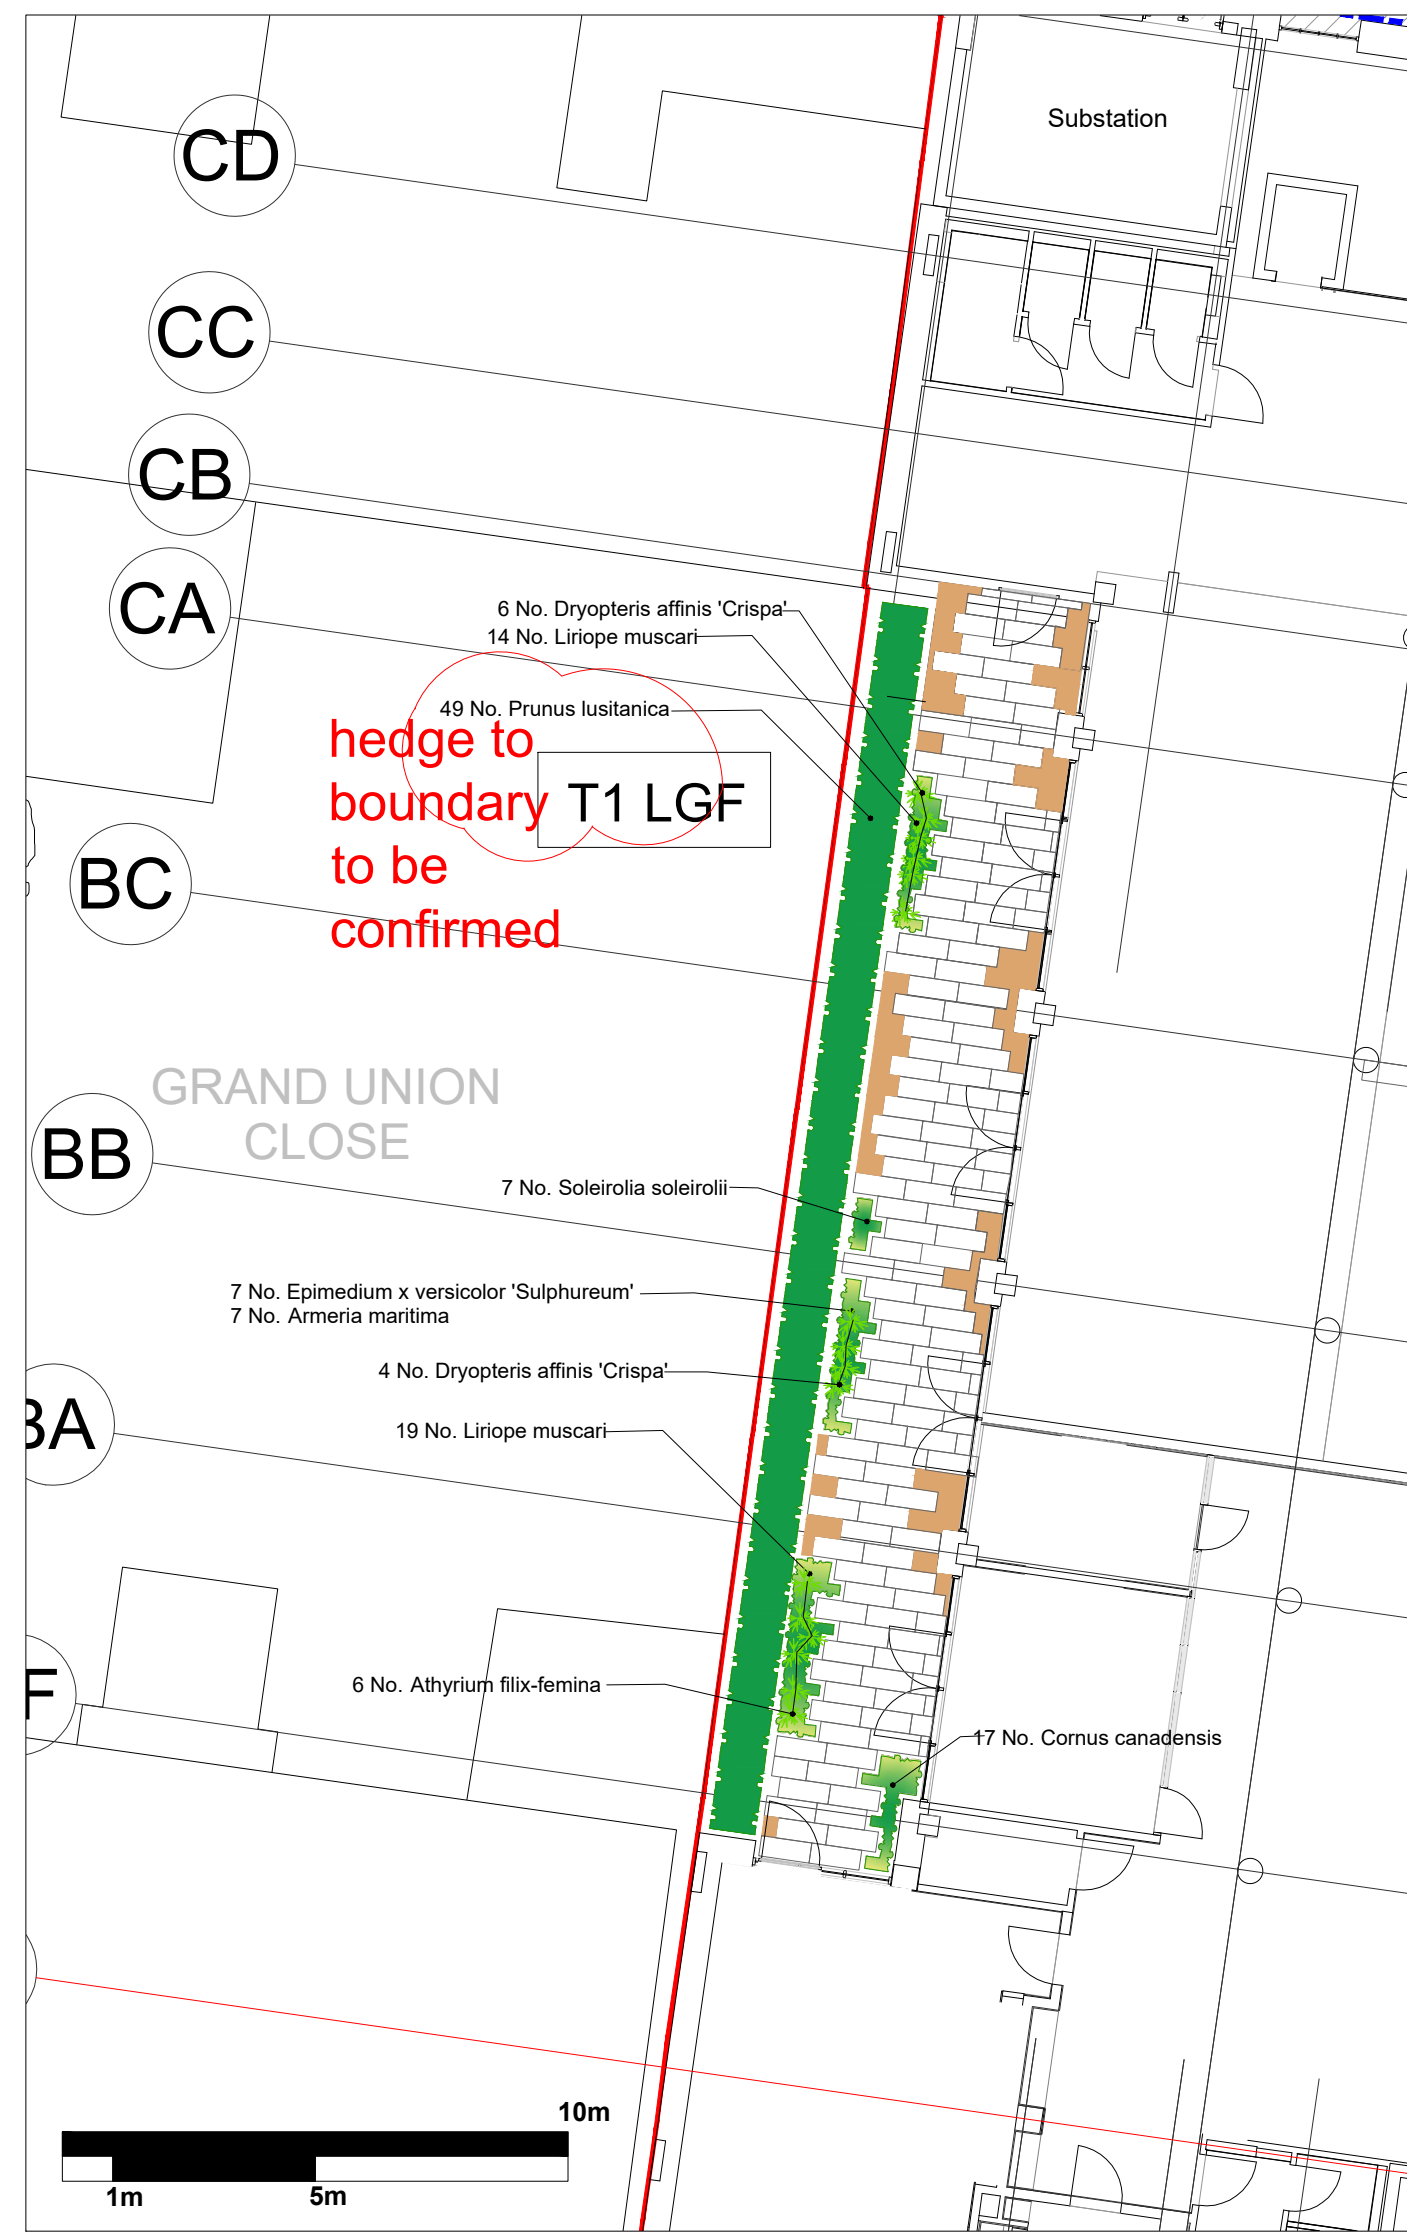 Substation
CD
CC
CB
CA
6 No. Dryopteris affinis 'Crispa'
14 No. Liriope muscari
49 No. Prunus lusitanica
hedge to
boundary
to be
confirmed
T1 LGF
BC
GRAND UNION
CLOSE
BB
7 No. Soleirolia soleirolii
7 No. Epimedium x versicolor 'Sulphureum'
7 No. Armeria maritima
4 No. Dryopteris affinis 'Crispa'
BA
19 No. Liriope muscari
6 No. Athyrium filix-femina
F
17 No. Cornus canadensis
10m
1m
5m